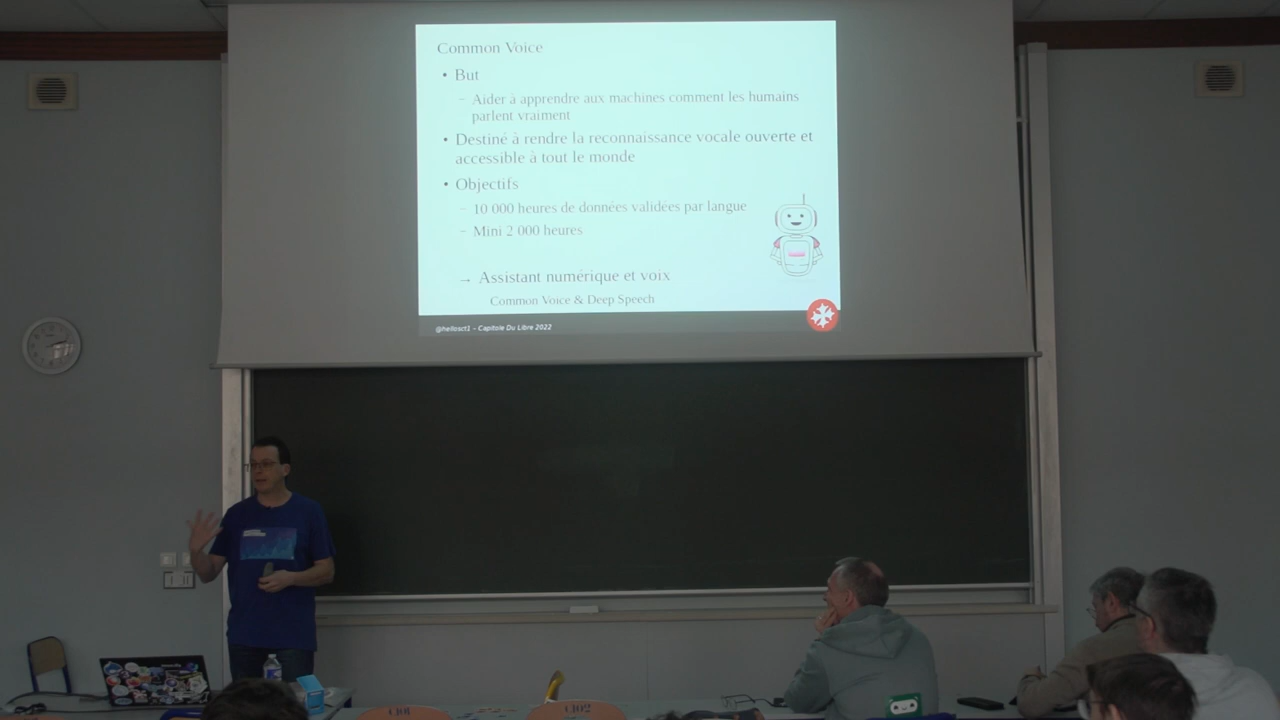 Common Voice
• But
– Aider à apprendre aux machines comment les humains
parlent vraiment
• Destiné à rendre la reconnaissance vocale ouverte et
accessible à tout le monde
• Objectifs
– 10 000 heures de données validées par langue
– Mini 2 000 heures
→ Assistant numérique et voix
Common Voice & Deep Speech
@hellosct1 – Capitole Du Libre 2022